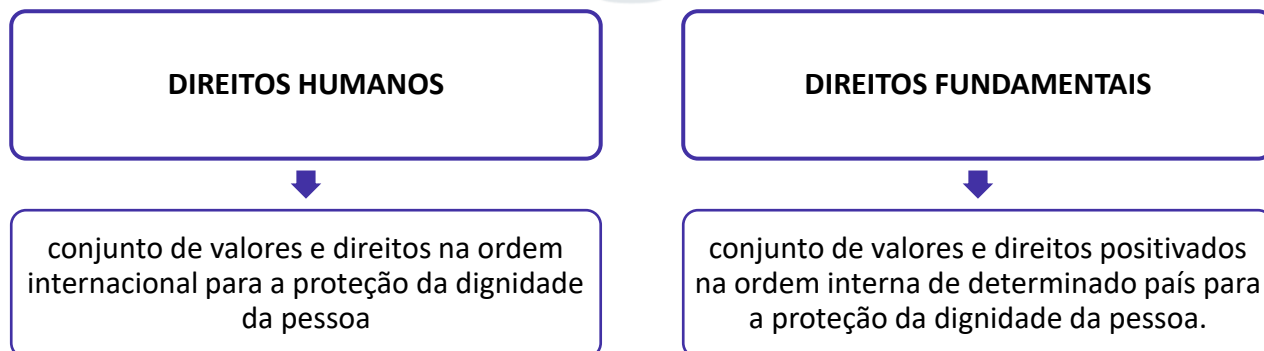 DIREITOS HUMANOS
conjunto de valores e direitos na ordem
internacional para a proteção da dignidade
da pessoa
DIREITOS FUNDAMENTAIS
conjunto de valores e direitos positivados
na ordem interna de determinado país para
a proteção da dignidade da pessoa.